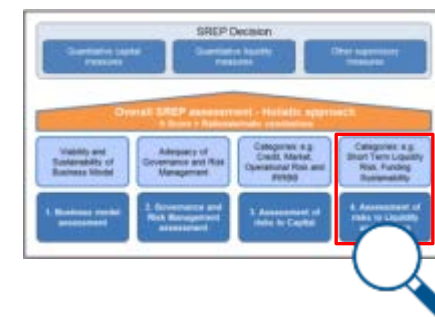 SREP Decision
Quantitative capital
measures
Quantitative liquidity
measures
Other supervisory
measures
Overall SREP assessment - Holistic approach
Viability and
Sustainability of
Business Model
Adequacy of
Governance and Risk
Management
Categories: e.g.
Credit, Market,
Operational Risk and
IRRBB
Categories: e.g.
Short Term Liquidity
Risk, Funding
Sustainability
1. Business model
assessment
2. Governance and
Risk Management
assessment
3. Assessment of
risks to Capital
4. Assessment of
risks to Liquidity